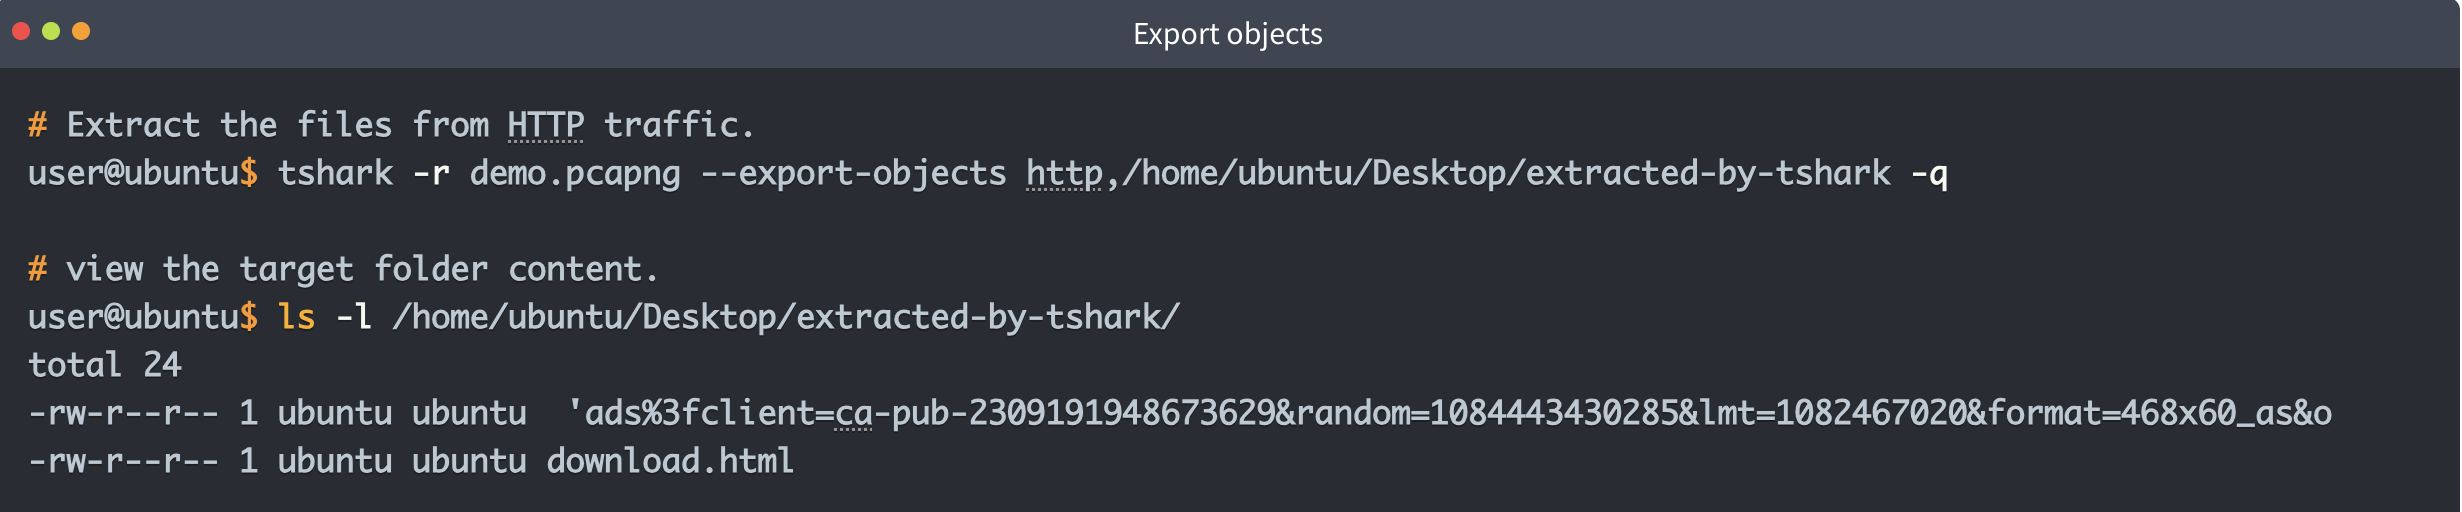 Export objects
# Extract the files from HTTP traffic.
user@ubuntu$ tshark -r demo.pcapng --export-objects http,/home/ubuntu/Desktop/extracted-by-tshark -q
# view the target folder content.
user@ubuntu$ ls -l /home/ubuntu/Desktop/extracted-by-tshark/
total 24
-rw-r--r-- 1 ubuntu ubuntu  'ads%3fclient=ca-pub-2309191948673629&random=1084443430285&lmt=1082467020&format=468x60_as&o
-rw-r--r-- 1 ubuntu ubuntu download.html